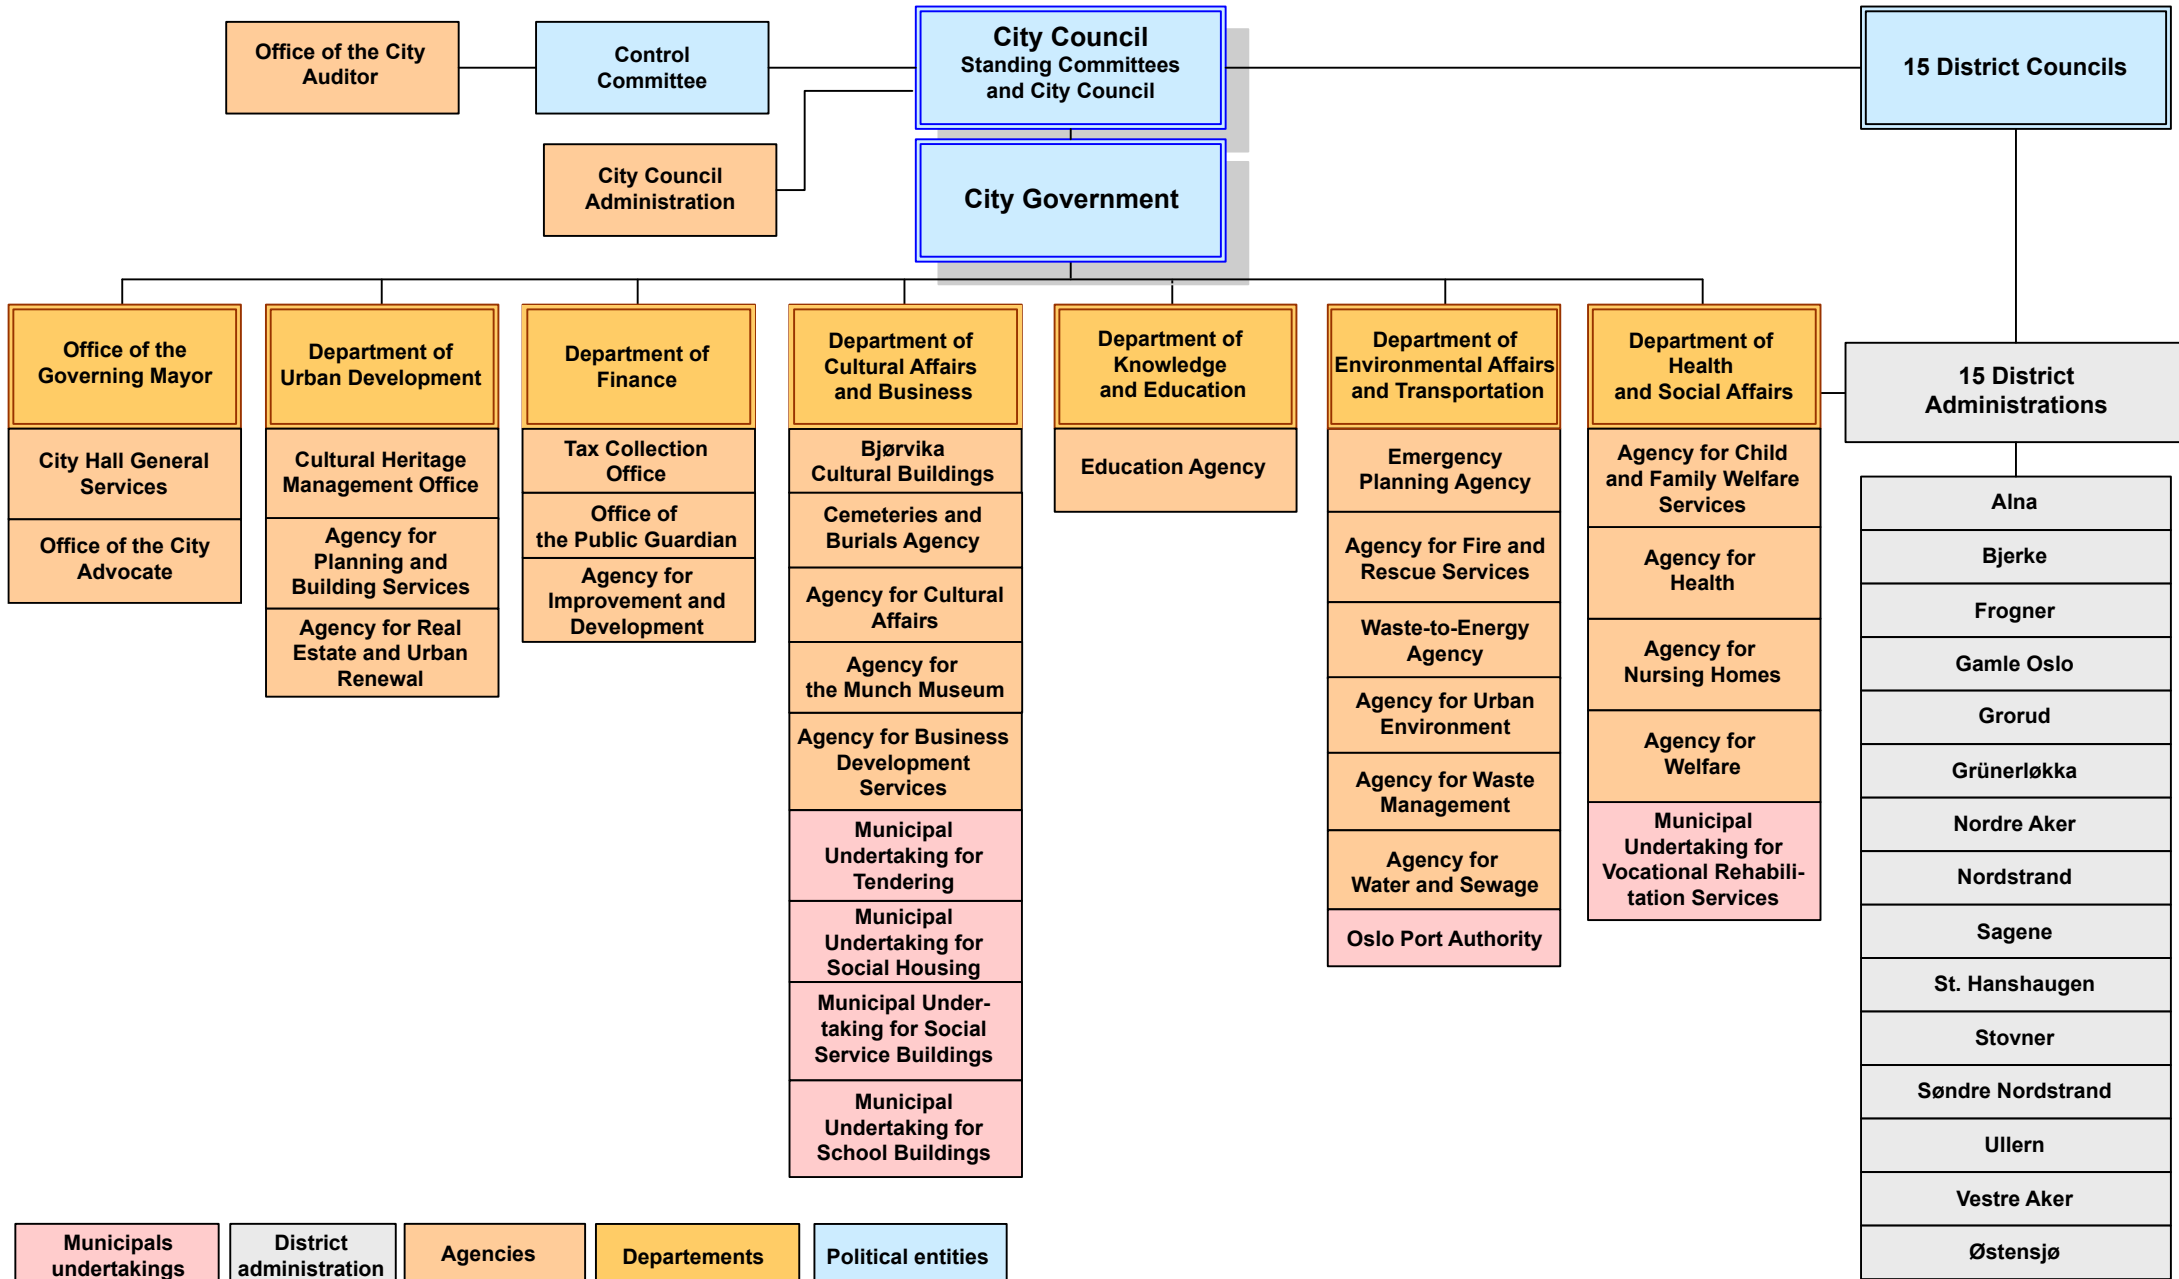 Office of the City
Auditor
Control
Committee
City Council
Standing Committees
and City Council
15 District Councils
City Council
Administration
City Government
Office of the
Governing Mayor
City Hall General
Services
Office of the City
Advocate
Department of
Urban Development
Cultural Heritage
Management Office
Agency for
Planning and
Building Services
Agency for Real
Estate and Urban
Renewal
Department of
Finance
Tax Collection
Office
Office of
the Public Guardian
Agency for
Improvement and
Development
Department of
Cultural Affairs
and Business
Bjørvika
Cultural Buildings
Cemeteries and
Burials Agency
Agency for Cultural
Affairs
Agency for
the Munch Museum
Agency for Business
Development
Services
Municipal
Undertaking for
Tendering
Municipal
Undertaking for
Social Housing
Municipal Under-
taking for Social
Service Buildings
Municipal
Undertaking for
School Buildings
Department of
Knowledge
and Education
Education Agency
Department of
Environmental Affairs
and Transportation
Emergency
Planning Agency
Agency for Fire and
Rescue Services
Waste-to-Energy
Agency
Agency for Urban
Environment
Agency for Waste
Management
Agency for
Water and Sewage
Oslo Port Authority
Department of
Health
and Social Affairs
Agency for Child
and Family Welfare
Services
Agency for
Health
Agency for
Nursing Homes
Agency for
Welfare
Municipal
Undertaking for
Vocational Rehabili-
tation Services
15 District
Administrations
Alna
Bjerke
Frogner
Gamle Oslo
Grorud
Grünerløkka
Nordre Aker
Nordstrand
Sagene
St. Hanshaugen
Stovner
Søndre Nordstrand
Ullern
Vestre Aker
Østensjø
Municipals
undertakings
District
administration
Agencies
Departements
Political entities